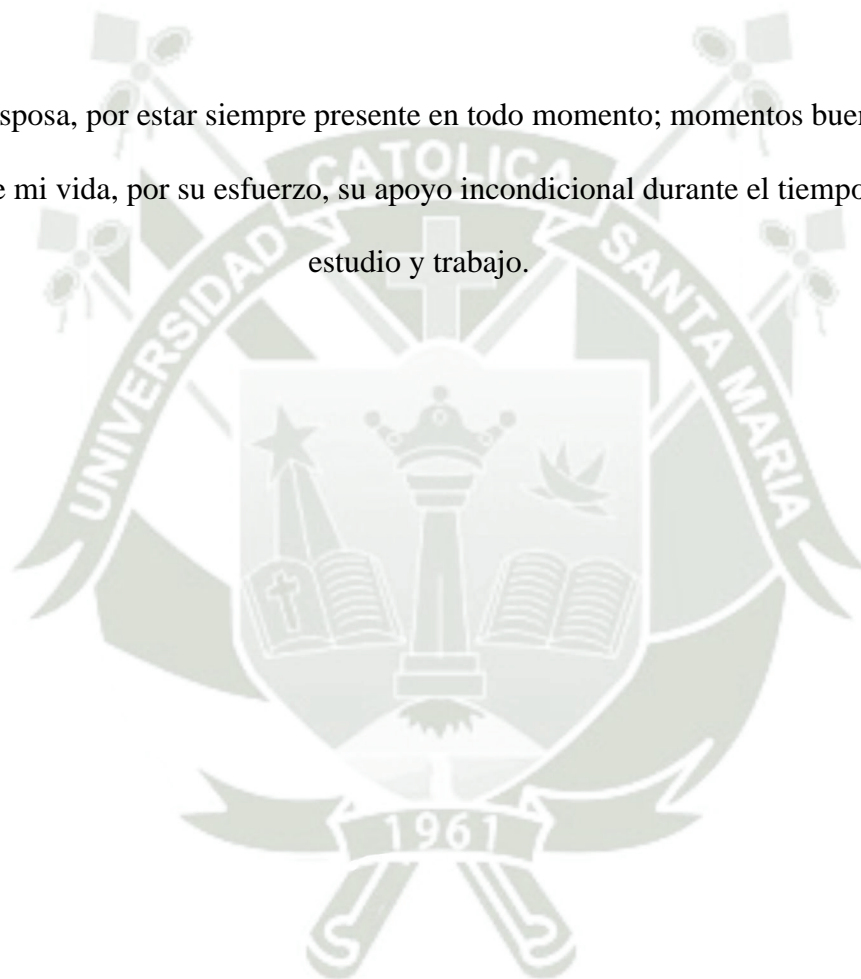 sposa, por estar siempre presente en todo momento; momentos buen
e mi vida, por su esfuerzo, su apoyo incondicional durante el tiempo
estudio y trabajo.
UNIVERSIDAD CATOLICA SANTA MARIA
1961